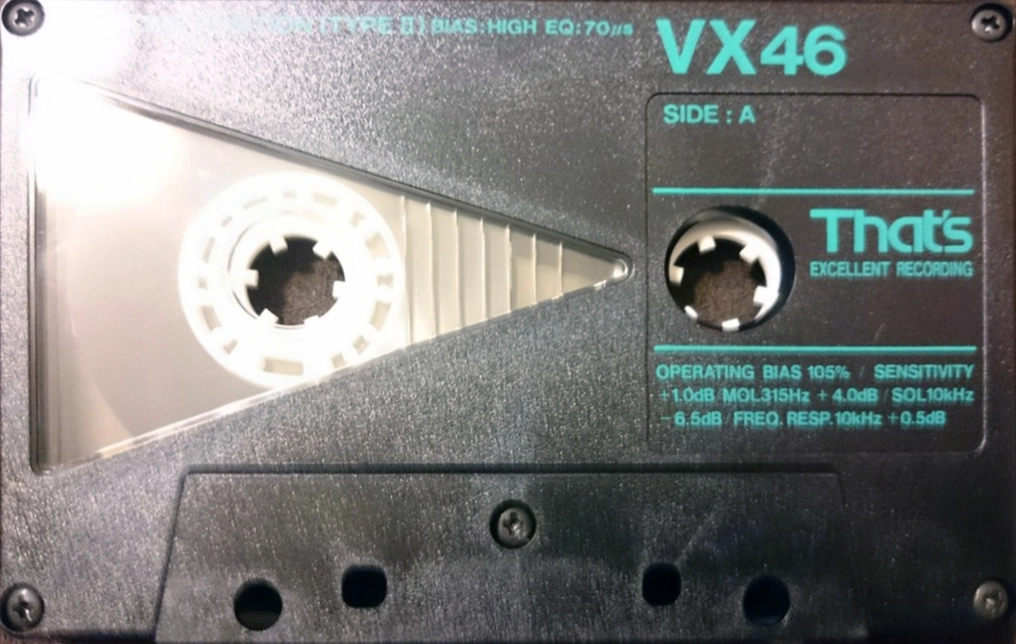 POSITION (TYPE II) BIAS:HIGH EQ:70μs
VX46
SIDE : A
That's
EXCELLENT RECORDING
OPERATING BIAS 105% / SENSITIVITY
+1.0dB/MOL315Hz +4.0dB/SOL10kHz
-6.5dB/FREQ. RESP.10kHz +0.5dB